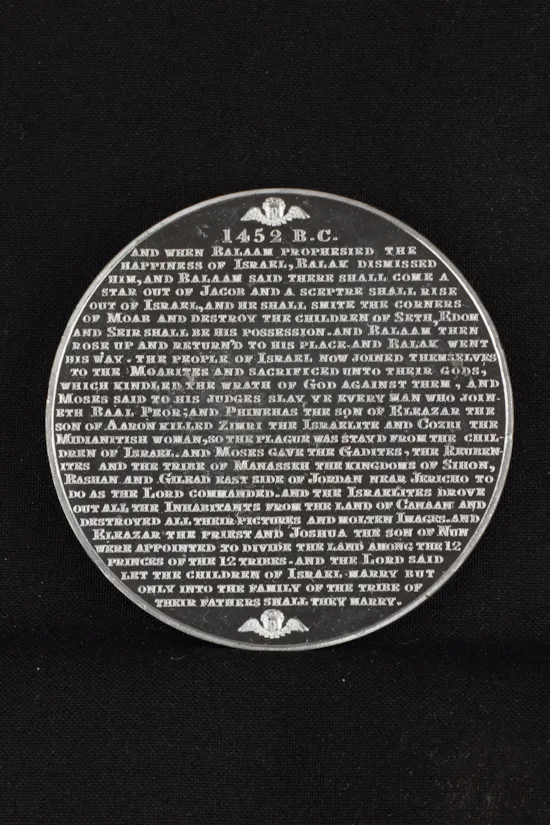 1452 B.C.
AND WHEN BALAAM PROPHESIED THE
HAPPINESS OF ISRAEL, BALAK DISMISSED
HIM, AND BALAAM SAID THERE SHALL COME A
STAR OUT OF JACOB AND A SCEPTRE SHALL RISE
OUT OF ISRAEL, AND HE SHALL SMITE THE CORNERS
OF MOAB AND DESTROY THE CHILDREN OF SETH, EDOM
AND SEIR SHALL BE HIS POSSESSION. AND BALAAM THEN
ROSE UP AND RETURN'D TO HIS PLACE. AND BALAK WENT
HIS WAY. THE PEOPLE OF ISRAEL NOW JOINED THEMSELVES
TO THE MOABITES AND SACRIFICED UNTO THEIR GODS,
WHICH KINDLED THE WRATH OF GOD AGAINST THEM, AND
MOSES SAID TO HIS JUDGES SLAY YE EVERY MAN WHO JOIN-
ETH BAAL PEOR; AND PHINEHAS THE SON OF ELEAZAR THE
SON OF AARON KILLED ZIMRI THE ISRAELITE AND COZBI THE
MIDIANITISH WOMAN, SO THE PLAGUE WAS STAY'D FROM THE CHIL-
DREN OF ISRAEL. AND MOSES GAVE THE GADITES, THE REUBEN-
ITES AND THE TRIBE OF MANASSEH THE KINGDOMS OF SIHON,
BASHAN AND GILEAD EAST SIDE OF JORDAN NEAR JERICHO TO
DO AS THE LORD COMMANDED. AND THE ISRAELITES DROVE
OUT ALL THE INHABITANTS FROM THE LAND OF CANAAN AND
DESTROYED ALL THEIR PICTURES AND MOLTEN IMAGES. AND
ELEAZAR THE PRIEST AND JOSHUA THE SON OF NUN
WERE APPOINTED TO DIVIDE THE LAND AMONG THE 12
PRINCES OF THE 12 TRIBES. AND THE LORD SAID
LET THE CHILDREN OF ISRAEL MARRY BUT
ONLY INTO THE FAMILY OF THE TRIBE OF
THEIR FATHERS SHALL THEY MARRY.